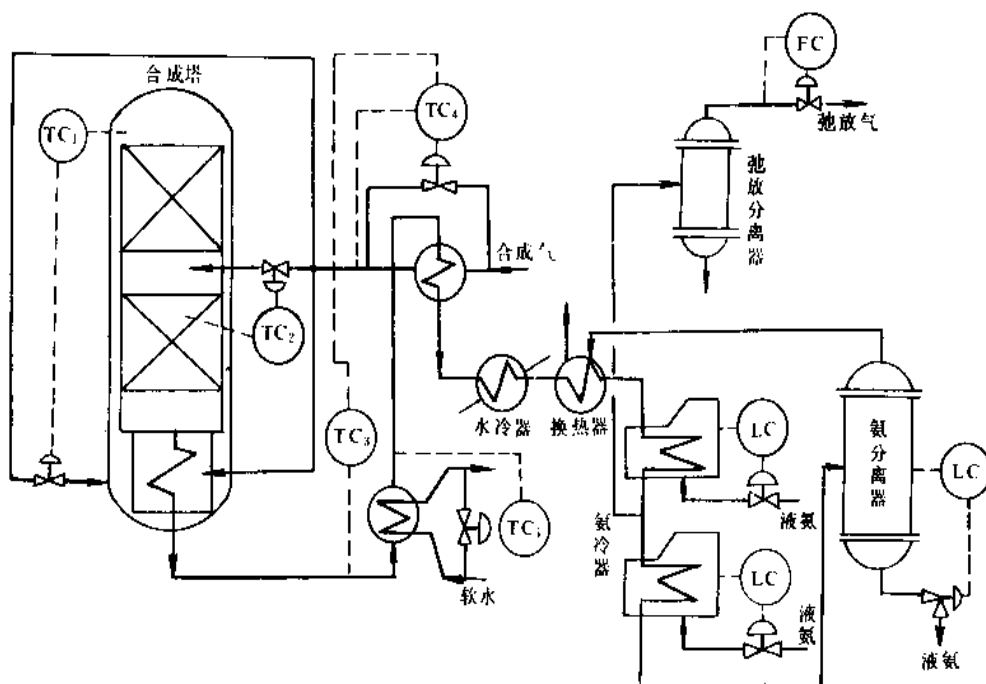 FC
合成塔
弛放气
TC1
TC4
弛放分离器
合成气
TC2
水冷器
换热器
TC3
LC
氨分离器
LC
液氨
TC5
氨冷器
软水
LC
液氨
液氨